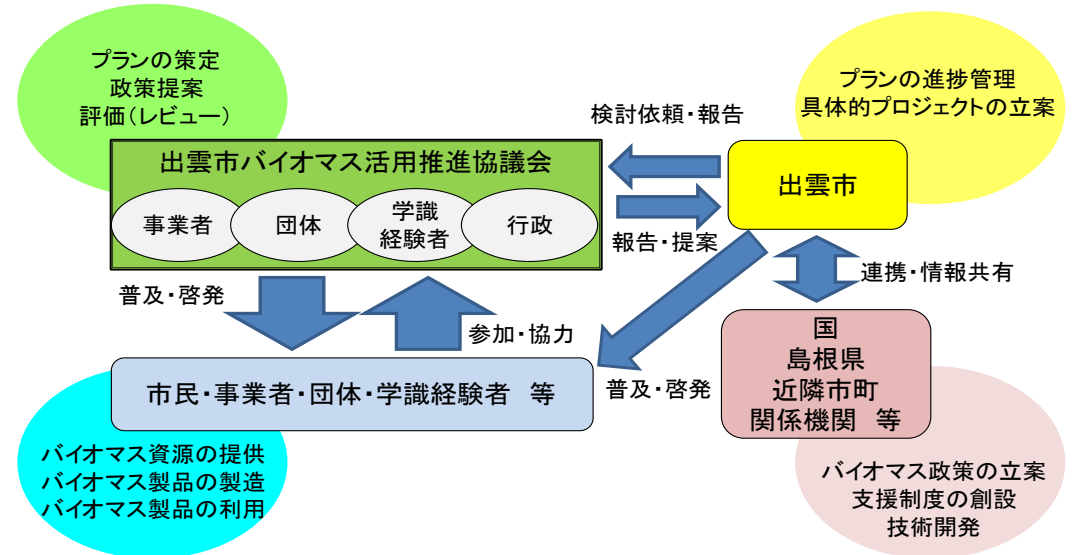 プランの策定
政策提案
評価（レビュー）
プランの進捗管理
具体的プロジェクトの立案
検討依頼・報告
出雲市バイオマス活用推進協議会
事業者
団体
学識
経験者
行政
出雲市
報告・提案
連携・情報共有
普及・啓発
参加・協力
国
島根県
近隣市町
関係機関　等
市民・事業者・団体・学識経験者　等
普及・啓発
バイオマス資源の提供
バイオマス製品の製造
バイオマス製品の利用
バイオマス政策の立案
支援制度の創設
技術開発